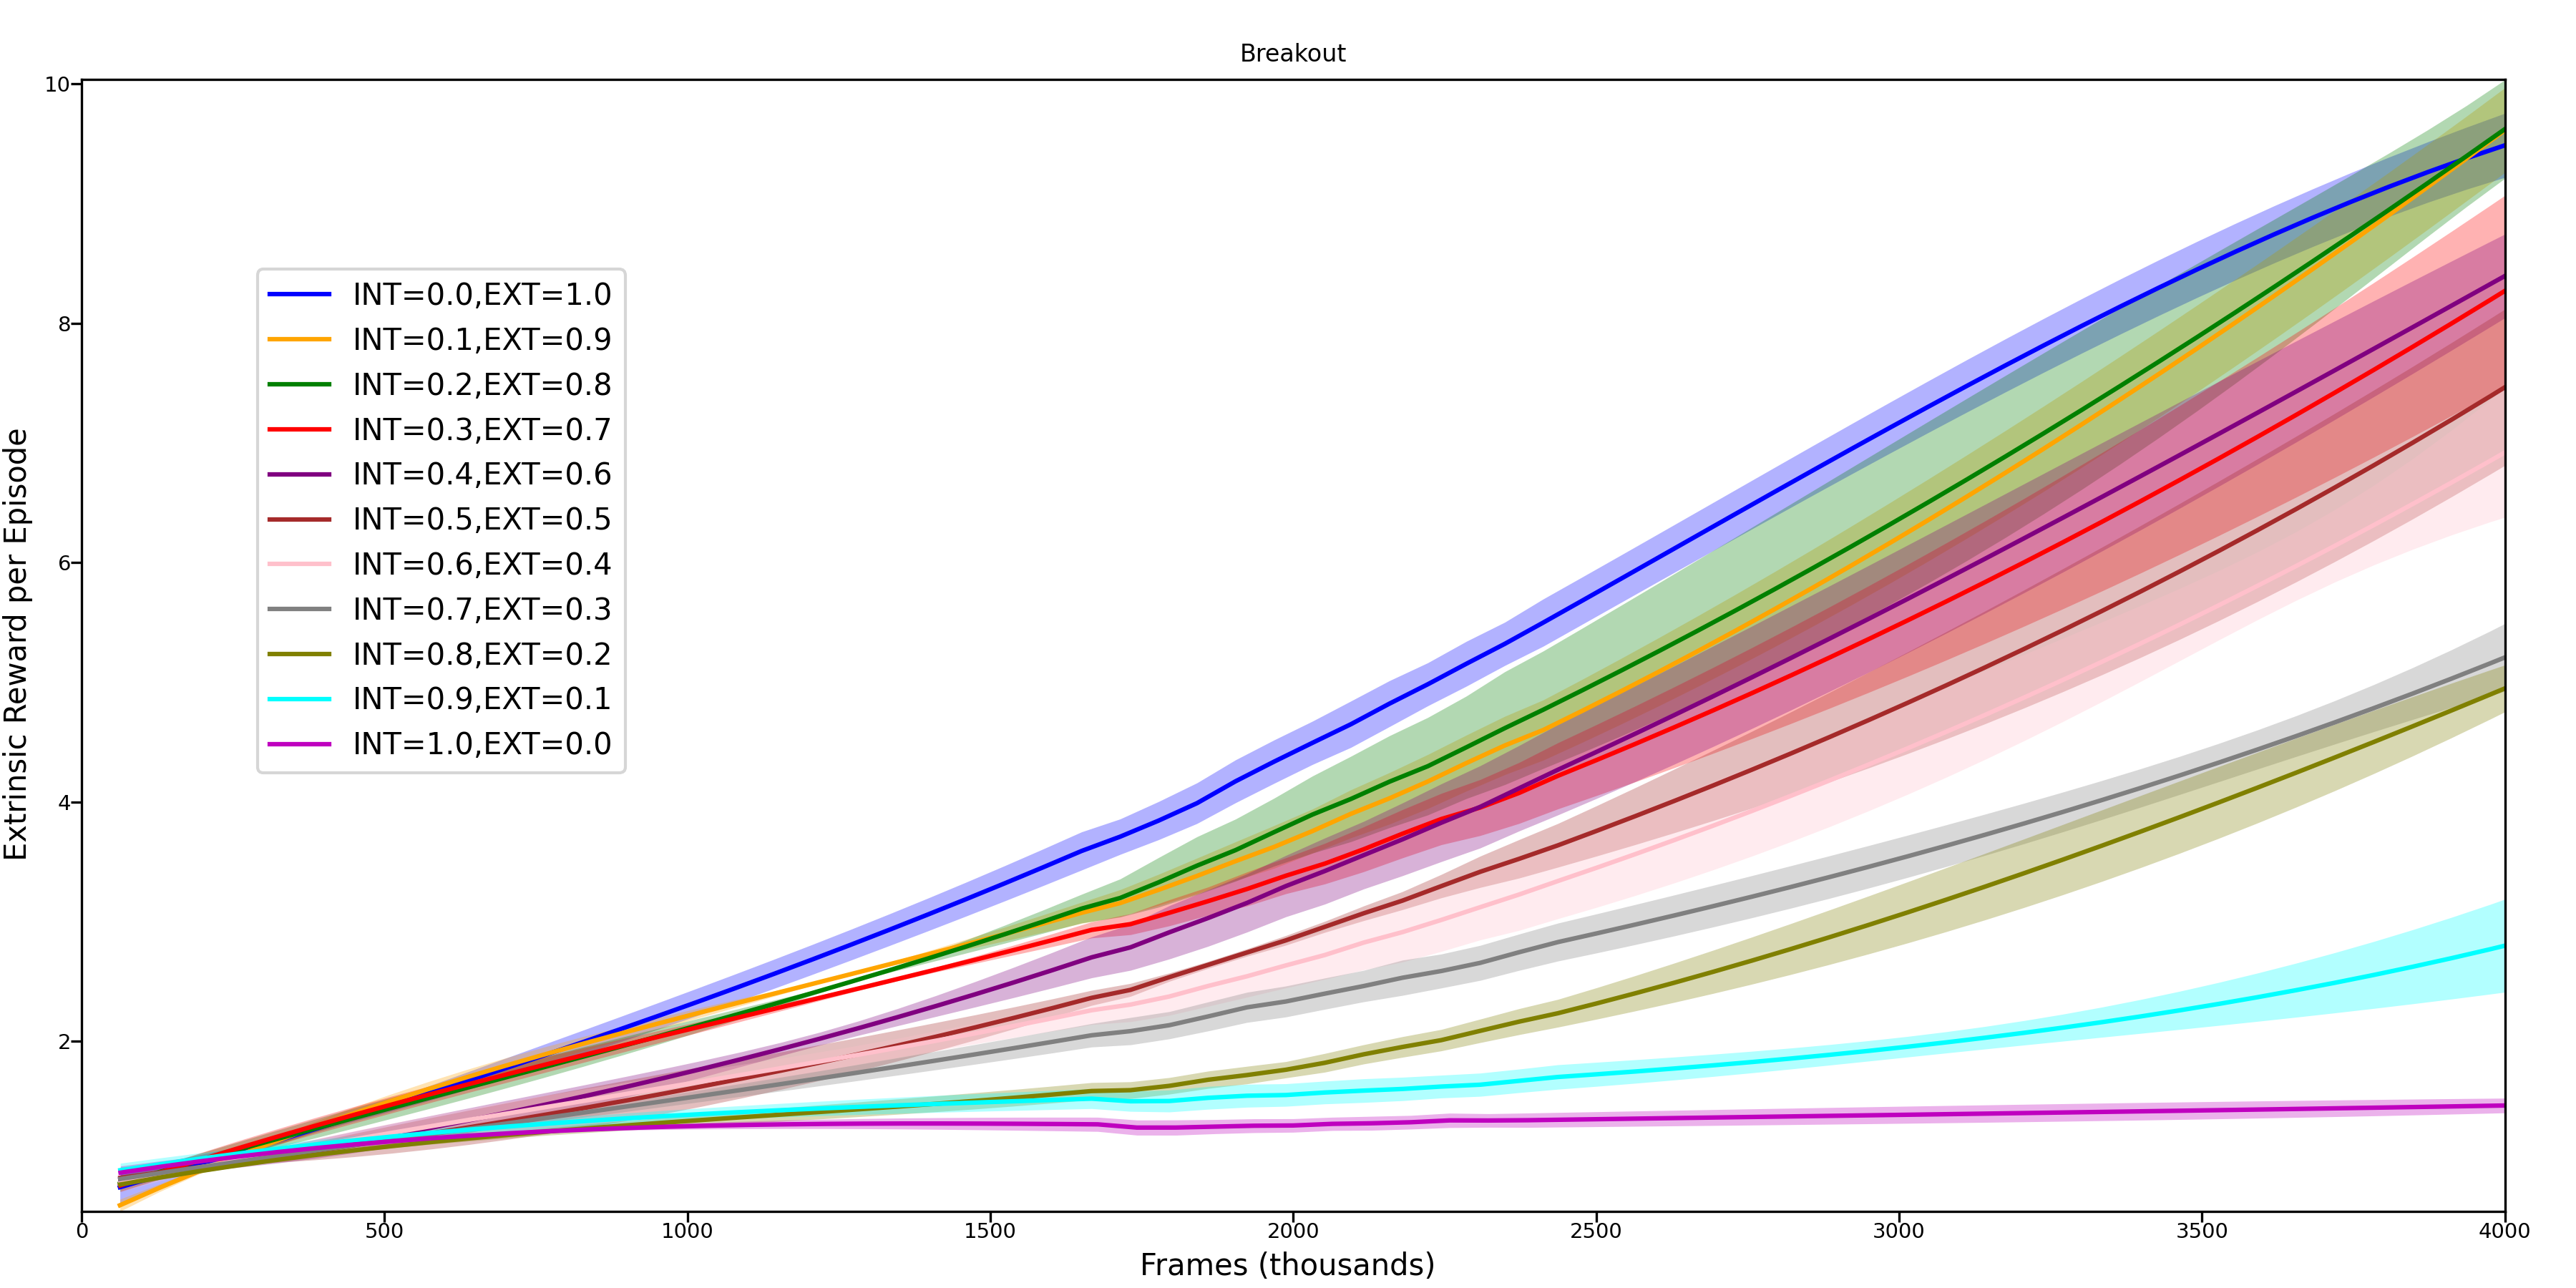 Breakout
10
8
6
4
2
Extrinsic Reward per Episode
INT=0.0,EXT=1.0
INT=0.1,EXT=0.9
INT=0.2,EXT=0.8
INT=0.3,EXT=0.7
INT=0.4,EXT=0.6
INT=0.5,EXT=0.5
INT=0.6,EXT=0.4
INT=0.7,EXT=0.3
INT=0.8,EXT=0.2
INT=0.9,EXT=0.1
INT=1.0,EXT=0.0
0 500 1000 1500 2000 2500 3000 3500 4000
Frames (thousands)